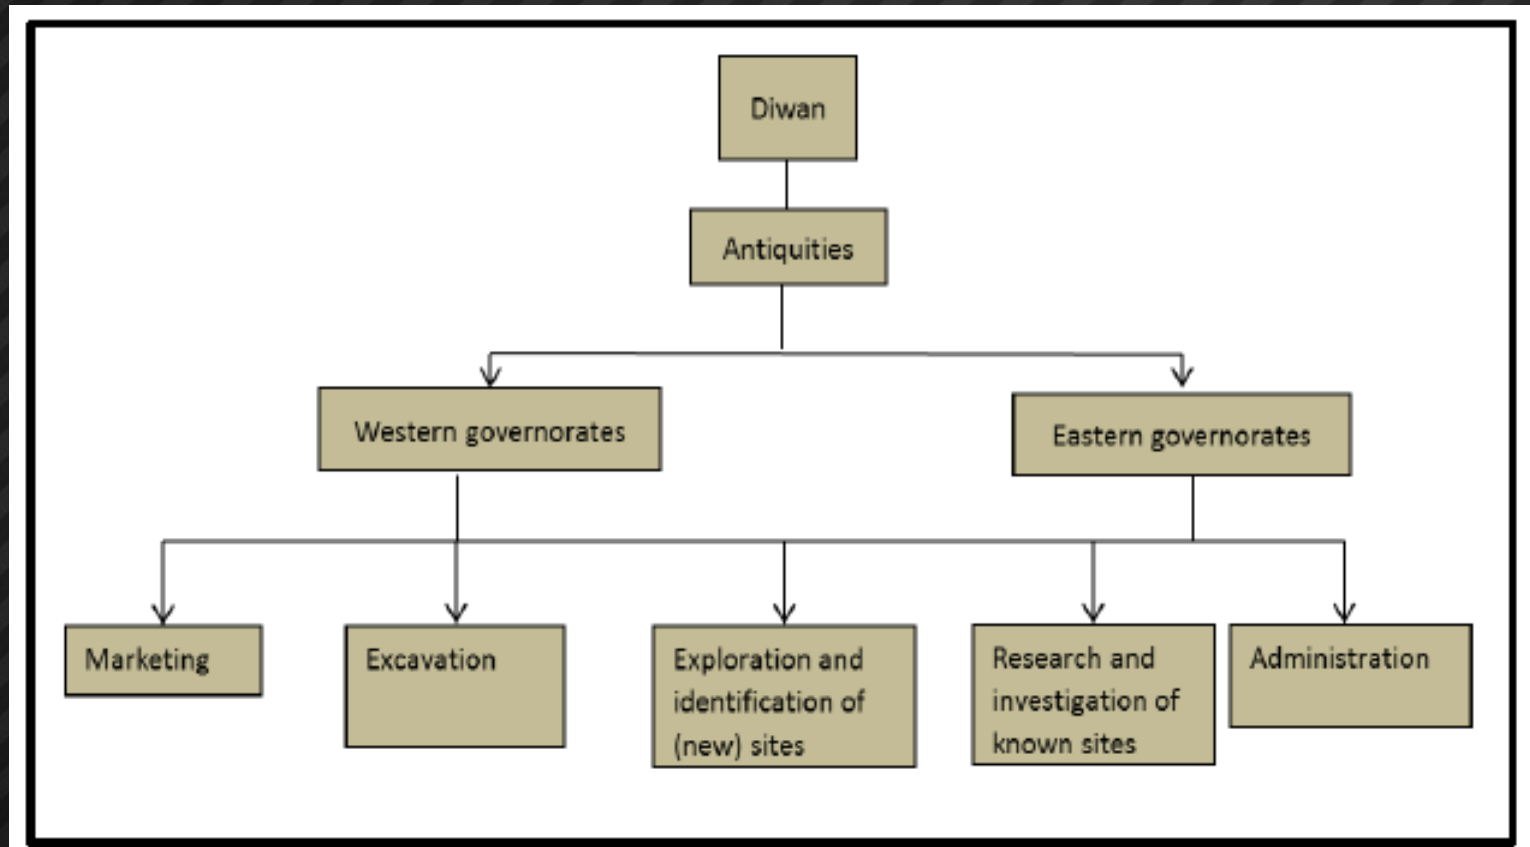 Diwan
Antiquities
Western governorates
Eastern governorates
Marketing
Excavation
Exploration and
identification of
(new) sites
Research and
investigation of
known sites
Administration